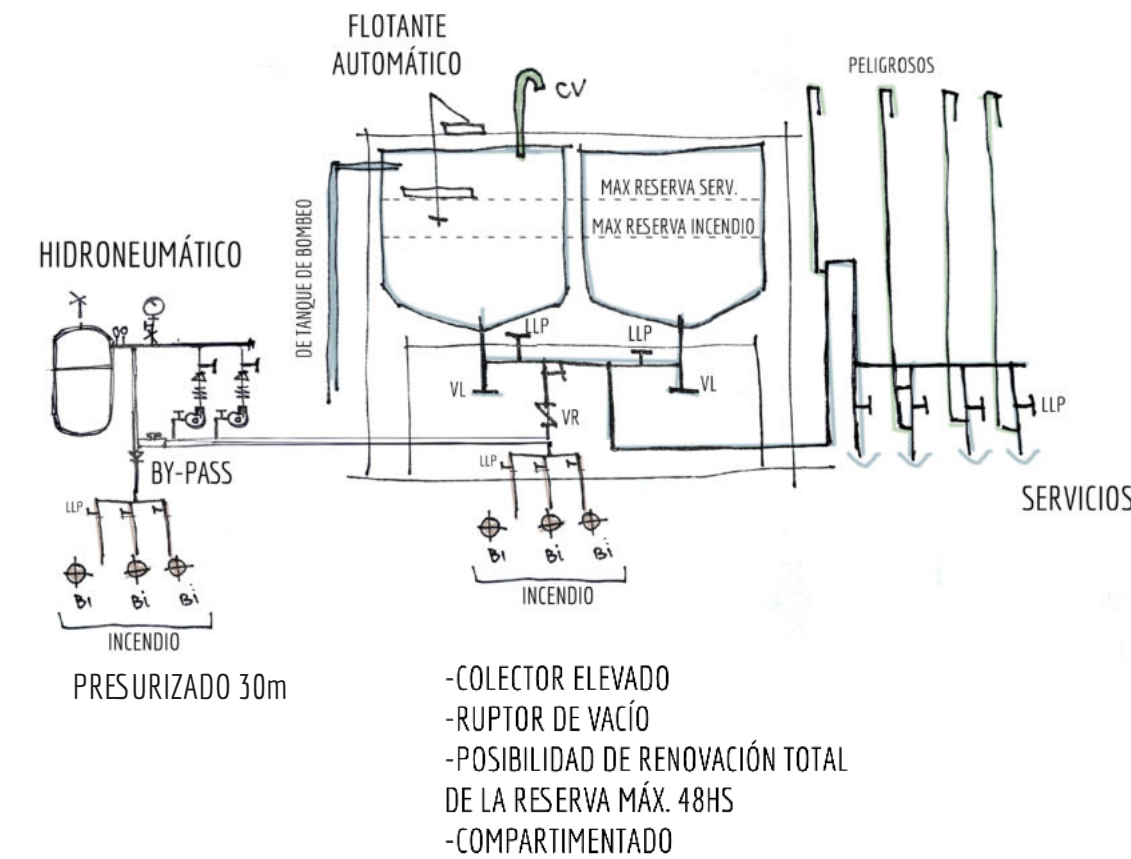 FLOTANTE
AUTOMÁTICO
CV
PELIGROSOS
MAX RESERVA SERV.
MAX RESERVA INCENDIO
DE TANQUE DE BOMBEO
HIDRONEUMÁTICO
LLP
LLP
VL
VL
VR
LLP
BY-PASS
LLP
LLP
SERVICIOS
Bi
Bi
Bi
INCENDIO
Bi
Bi
Bi
INCENDIO
PRESURIZADO 30m
-COLECTOR ELEVADO
-RUPTOR DE VACÍO
-POSIBILIDAD DE RENOVACIÓN TOTAL
DE LA RESERVA MÁX. 48HS
-COMPARTIMENTADO